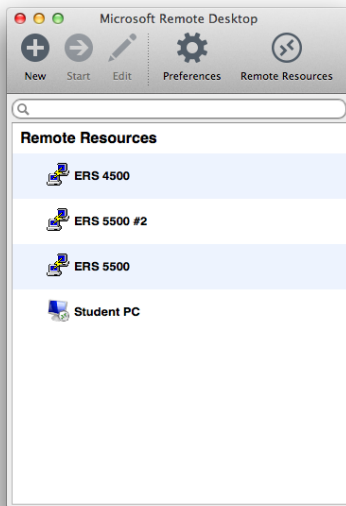 Microsoft Remote Desktop
New Start Edit Preferences Remote Resources
Remote Resources
ERS 4500
ERS 5500 #2
ERS 5500
Student PC